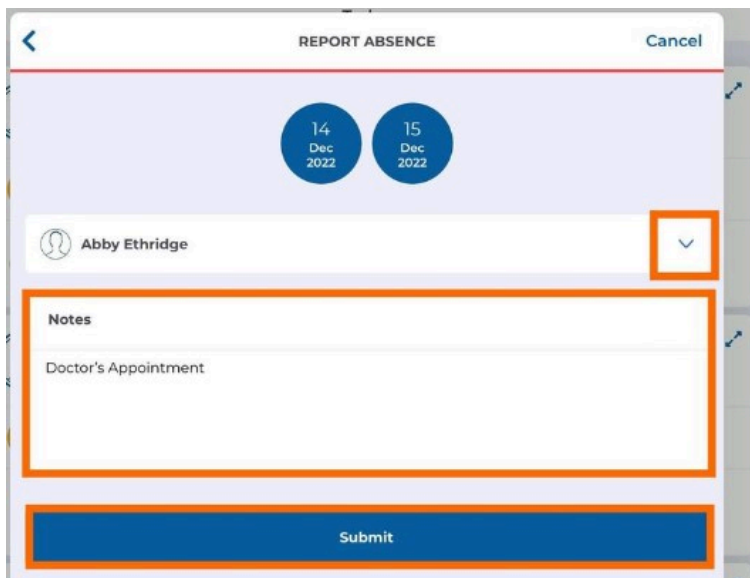 REPORT ABSENCE
Cancel
14
Dec
2022
15
Dec
2022
Abby Ethridge
Notes
Doctor's Appointment
Submit